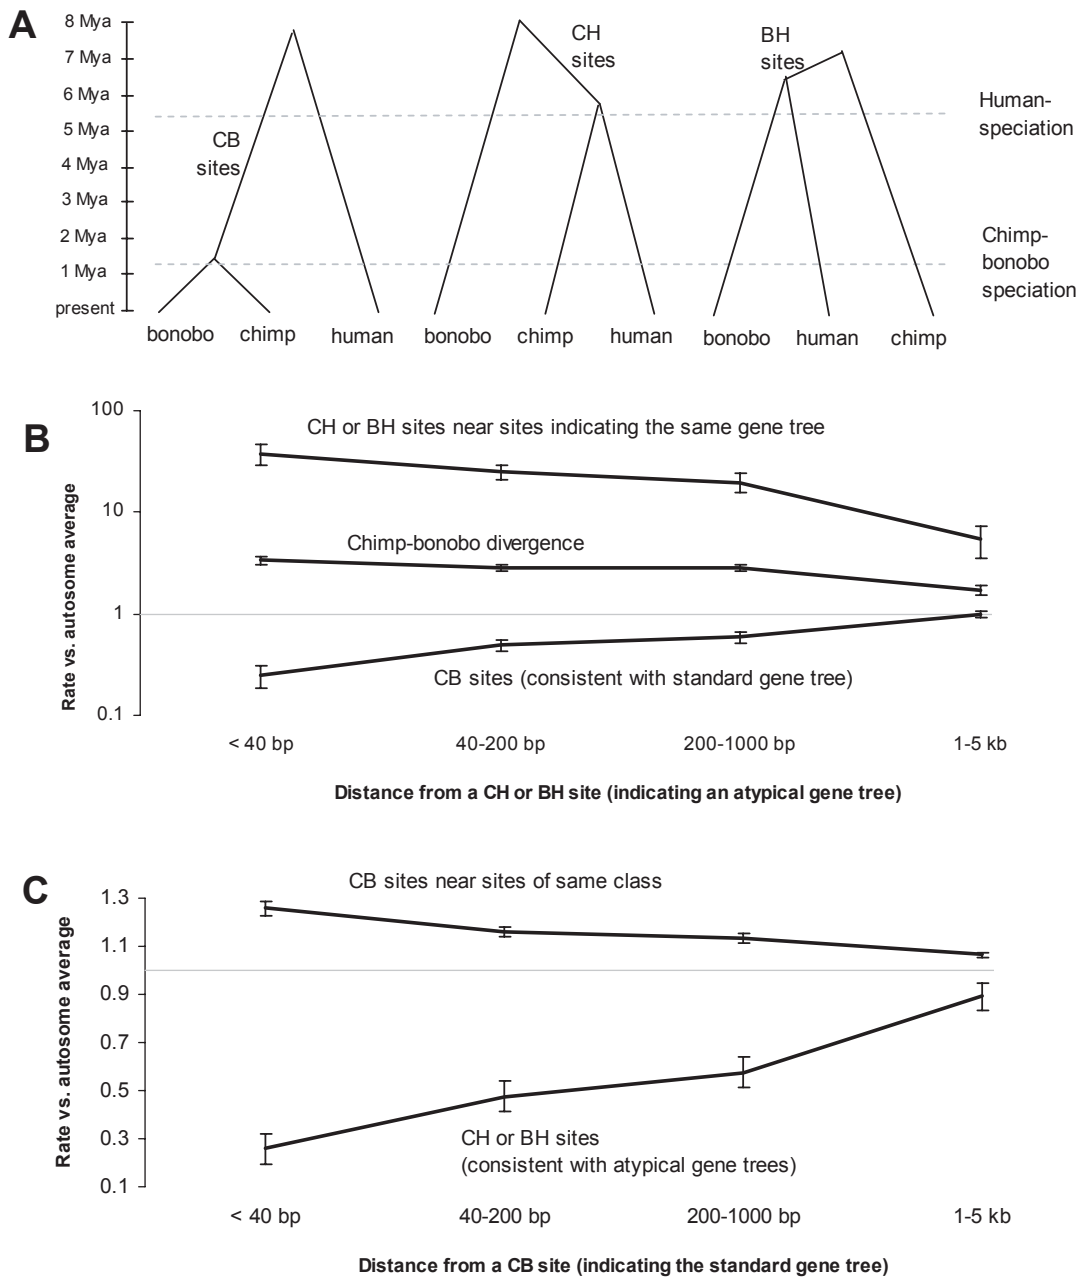 A
8 Mya
7 Mya
6 Mya
5 Mya
4 Mya
3 Mya
2 Mya
1 Mya
present
CB
sites
CH
sites
BH
sites
Human-
speciation
Chimp-
bonobo
speciation
bonobo chimp human bonobo chimp human bonobo human chimp
B
Rate vs. autosome average
100
10
1
0.1
CH or BH sites near sites indicating the same gene tree
Chimp-bonobo divergence
CB sites (consistent with standard gene tree)
< 40 bp 40-200 bp 200-1000 bp 1-5 kb
Distance from a CH or BH site (indicating an atypical gene tree)
C
Rate vs. autosome average
1.3
1.1
0.9
0.7
0.5
0.3
0.1
CB sites near sites of same class
CH or BH sites
(consistent with atypical gene trees)
< 40 bp 40-200 bp 200-1000 bp 1-5 kb
Distance from a CB site (indicating the standard gene tree)